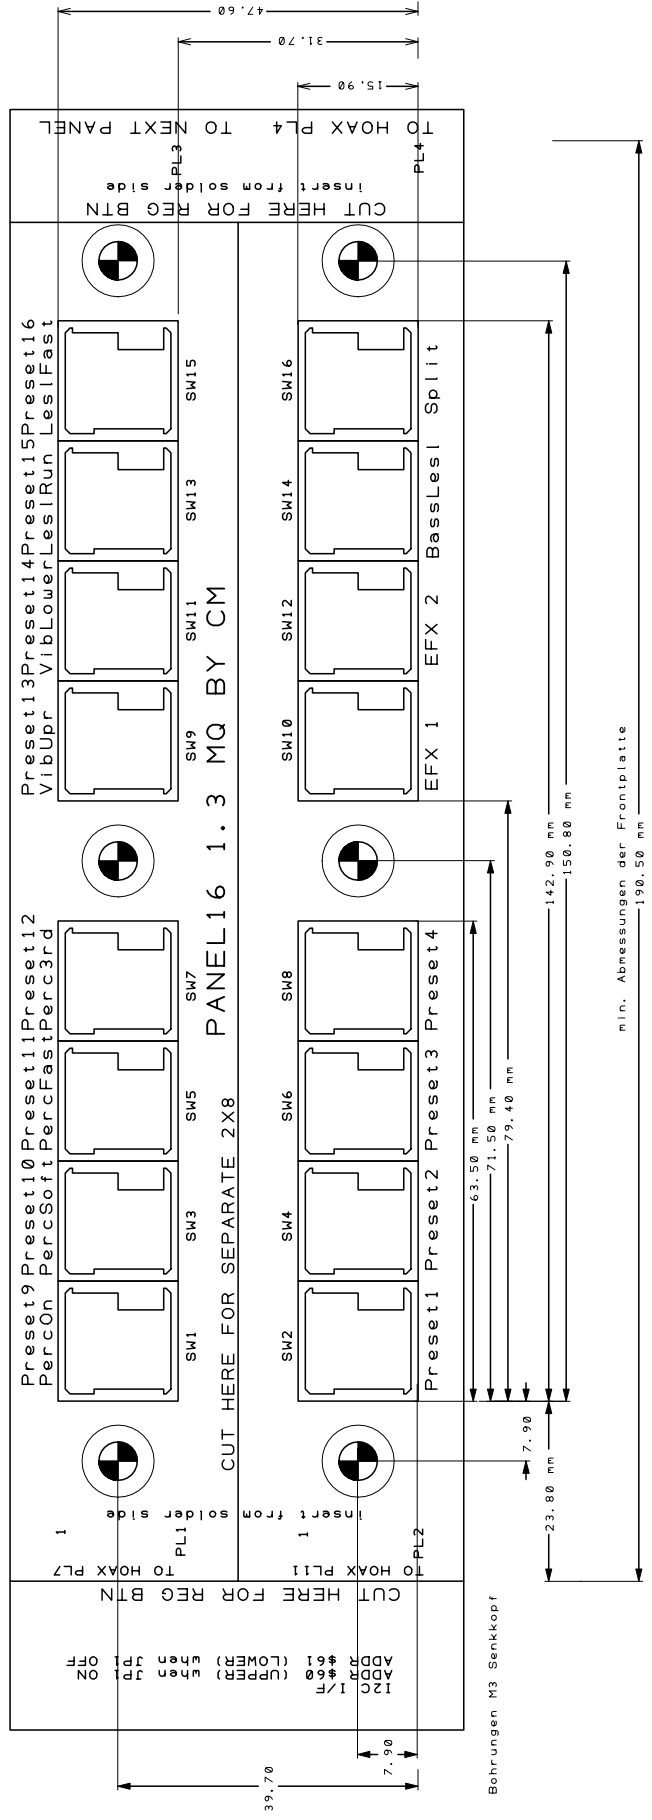 47.60
31.70
15.90
TO NEXT PANEL
TO HOAX PL4
PL3
PL4
insert from solder side
CUT HERE FOR REG BTN
Preset9 Preset10 Preset11Preset12
PercOn PercSoftPercFastPerc3rd
Preset13Preset14Preset15Preset16
VibUpr VibLowerLeslRun LeslFast
SW1
SW3
SW5
SW7
SW9
SW11
SW13
SW15
PANEL16 1.3 MQ BY CM
CUT HERE FOR SEPARATE 2X8
SW2
SW4
SW6
SW8
SW10
SW12
SW14
SW16
Preset1 Preset2 Preset3 Preset4
EFX 1
EFX 2
BassLesl
Split
63.50 mm
71.50 mm
79.40 mm
7.90
142.90 mm
23.80 mm
150.80 mm
min. Abmessungen der Frontplatte
190.50 mm
insert from solder side
1
PL1
1
PL2
TO HOAX PL7
TO HOAX PL11
CUT HERE FOR REG BTN
I2C I/F
ADDR $60 (UPPER) when JP1 ON
ADDR $61 (LOWER) when JP1 OFF
Bohrungen M3 Senkkopf
7.90
39.70